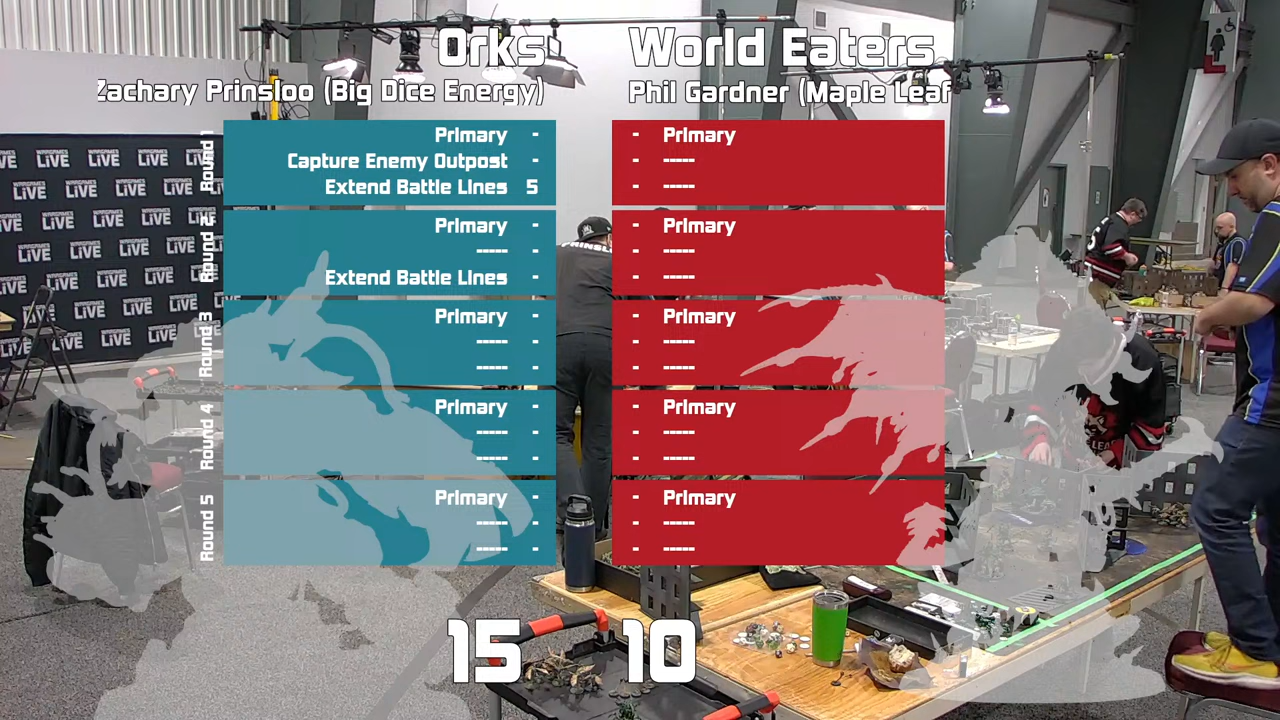 Orks
Zachary Prinsloo (Big Dice Energy)
World Eaters
Phil Gardner (Maple Leaf
Round 1
Primary -
Capture Enemy Outpost -
Extend Battle Lines 5
Round 2
Primary -
----- -
Extend Battle Lines -
Round 3
Primary -
----- -
----- -
Round 4
Primary -
----- -
----- -
Round 5
Primary -
----- -
----- -
- Primary
- -----
- -----
- Primary
- -----
- -----
- Primary
- -----
- -----
- Primary
- -----
- -----
- Primary
- -----
- -----
15
10
WARGAMES LIVE